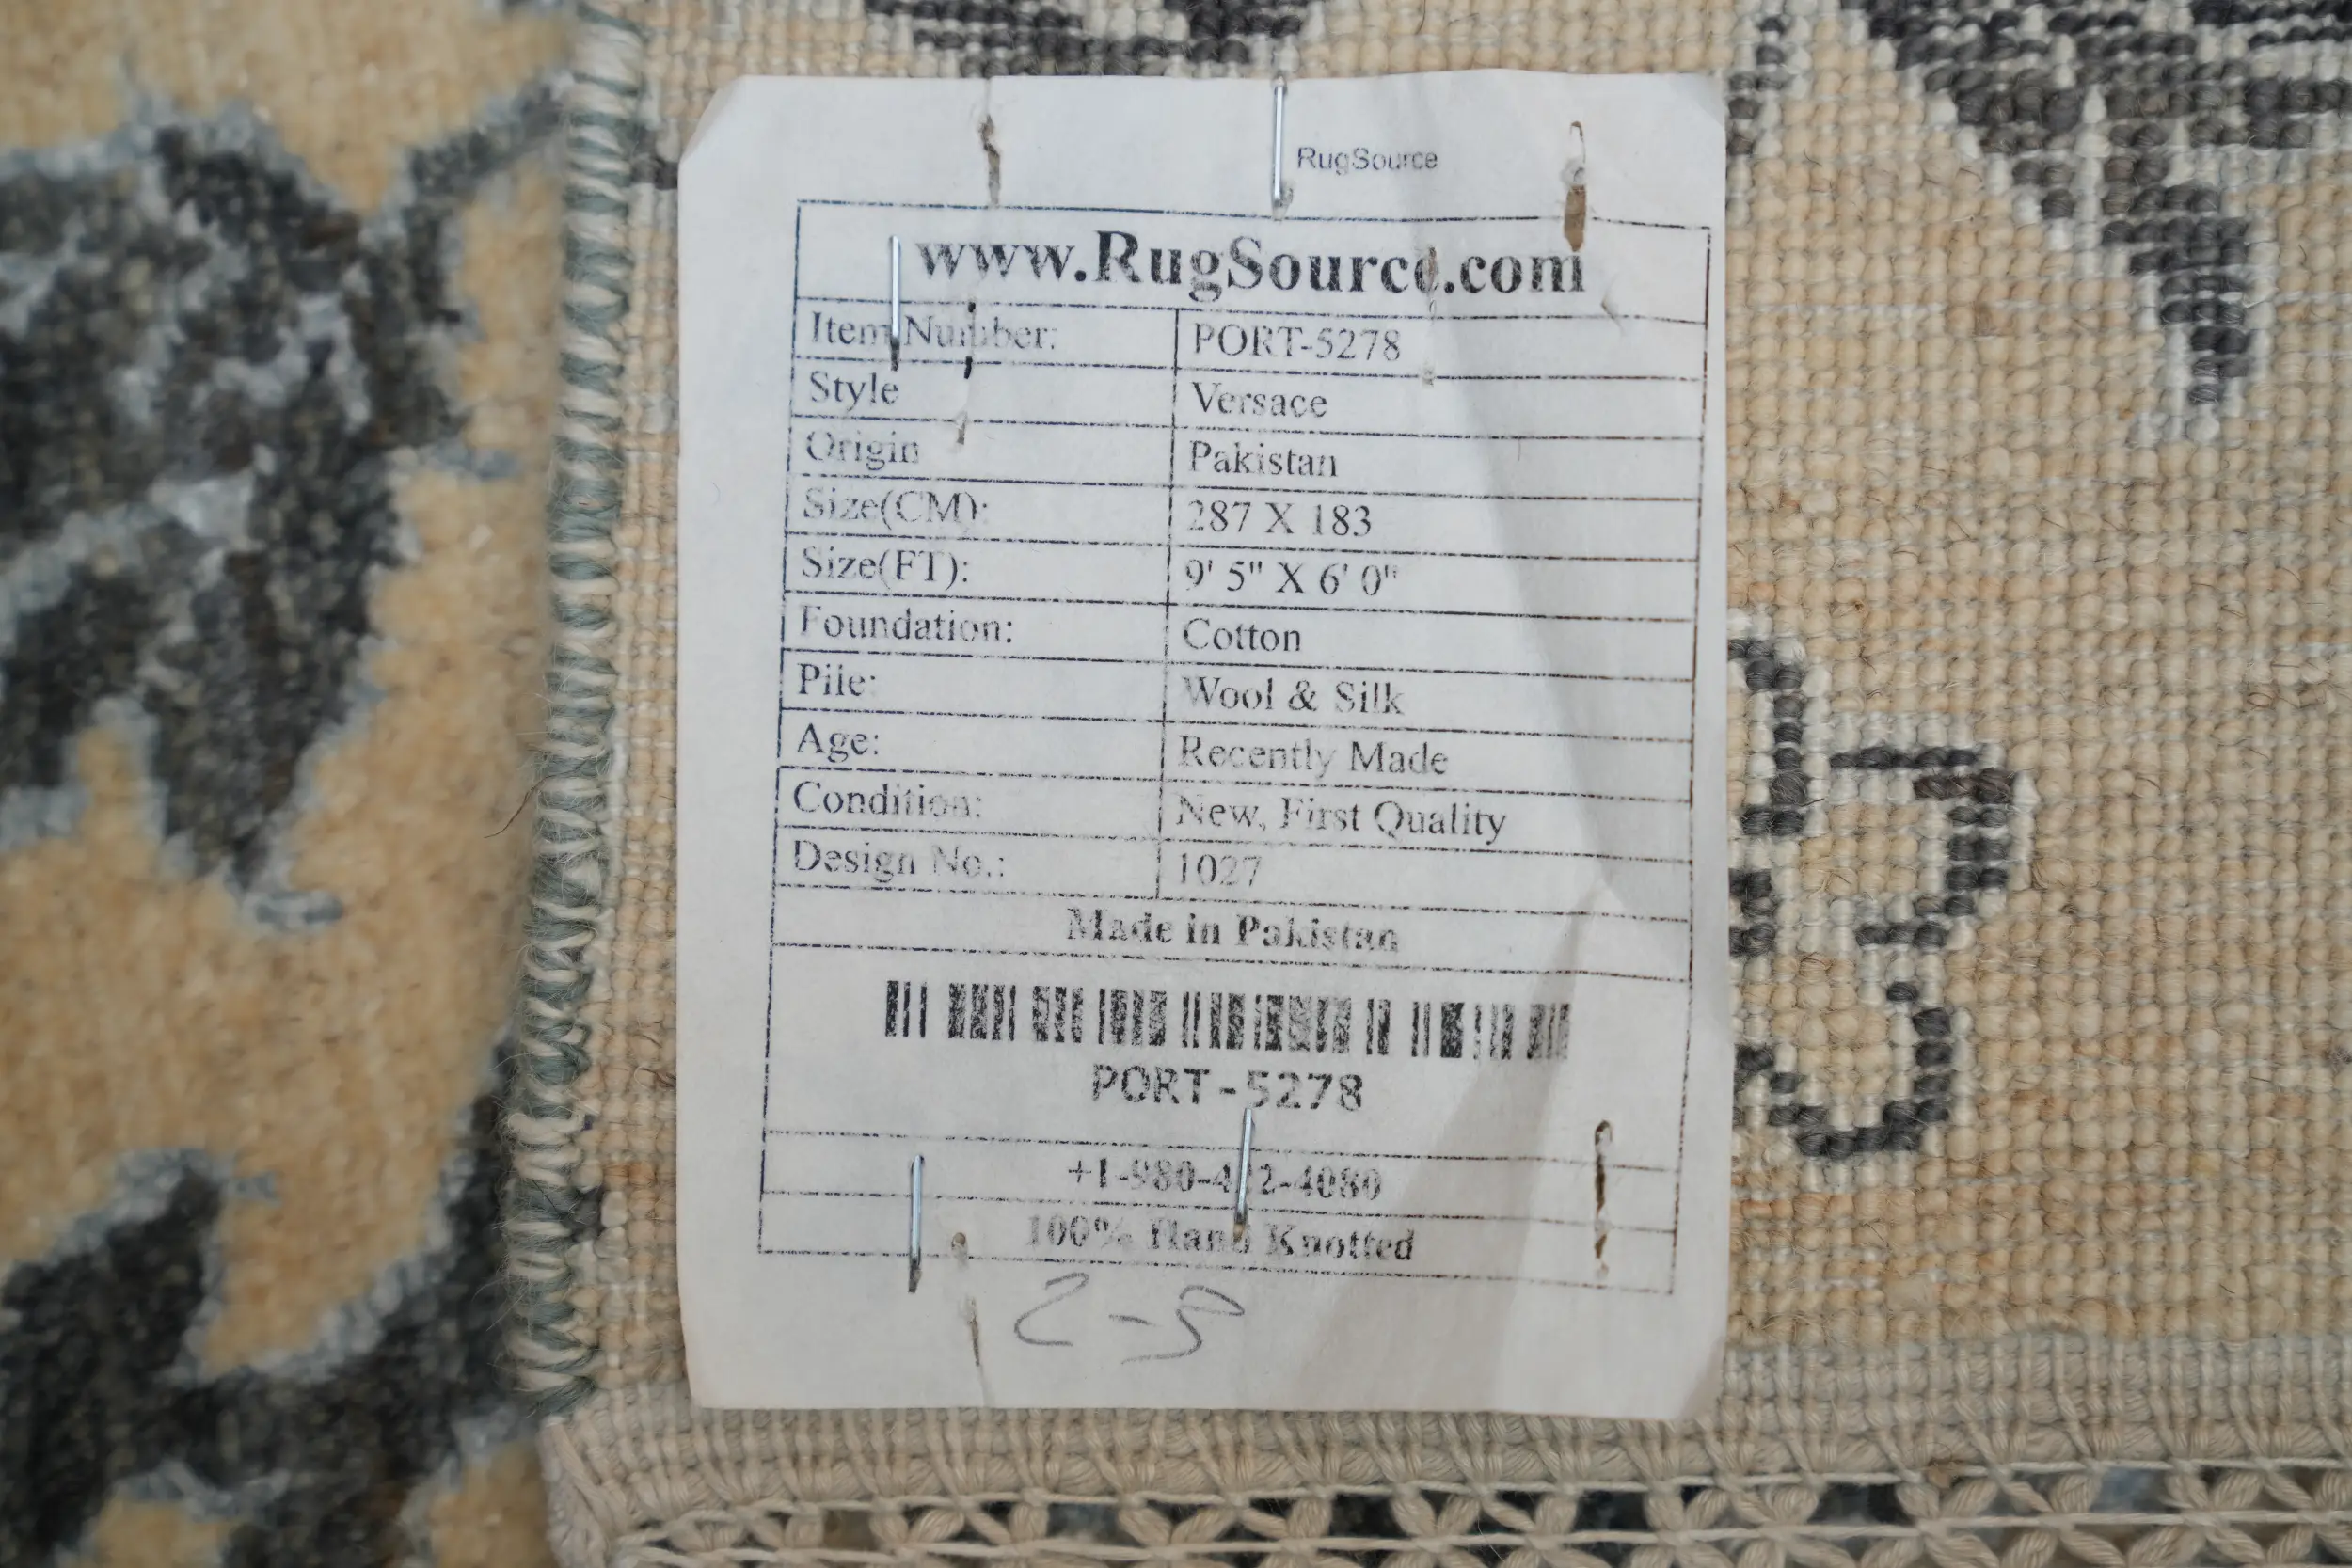 RugSource
www.RugSource.com
Item Number: PORT-5278
Style Versace
Origin Pakistan
Size(CM): 287 X 183
Size(FT): 9' 5" X 6' 0"
Foundation: Cotton
Pile: Wool & Silk
Age: Recently Made
Condition: New, First Quality
Design No.: 1027
Made in Pakistan
PORT-5278
100% Hand Knotted